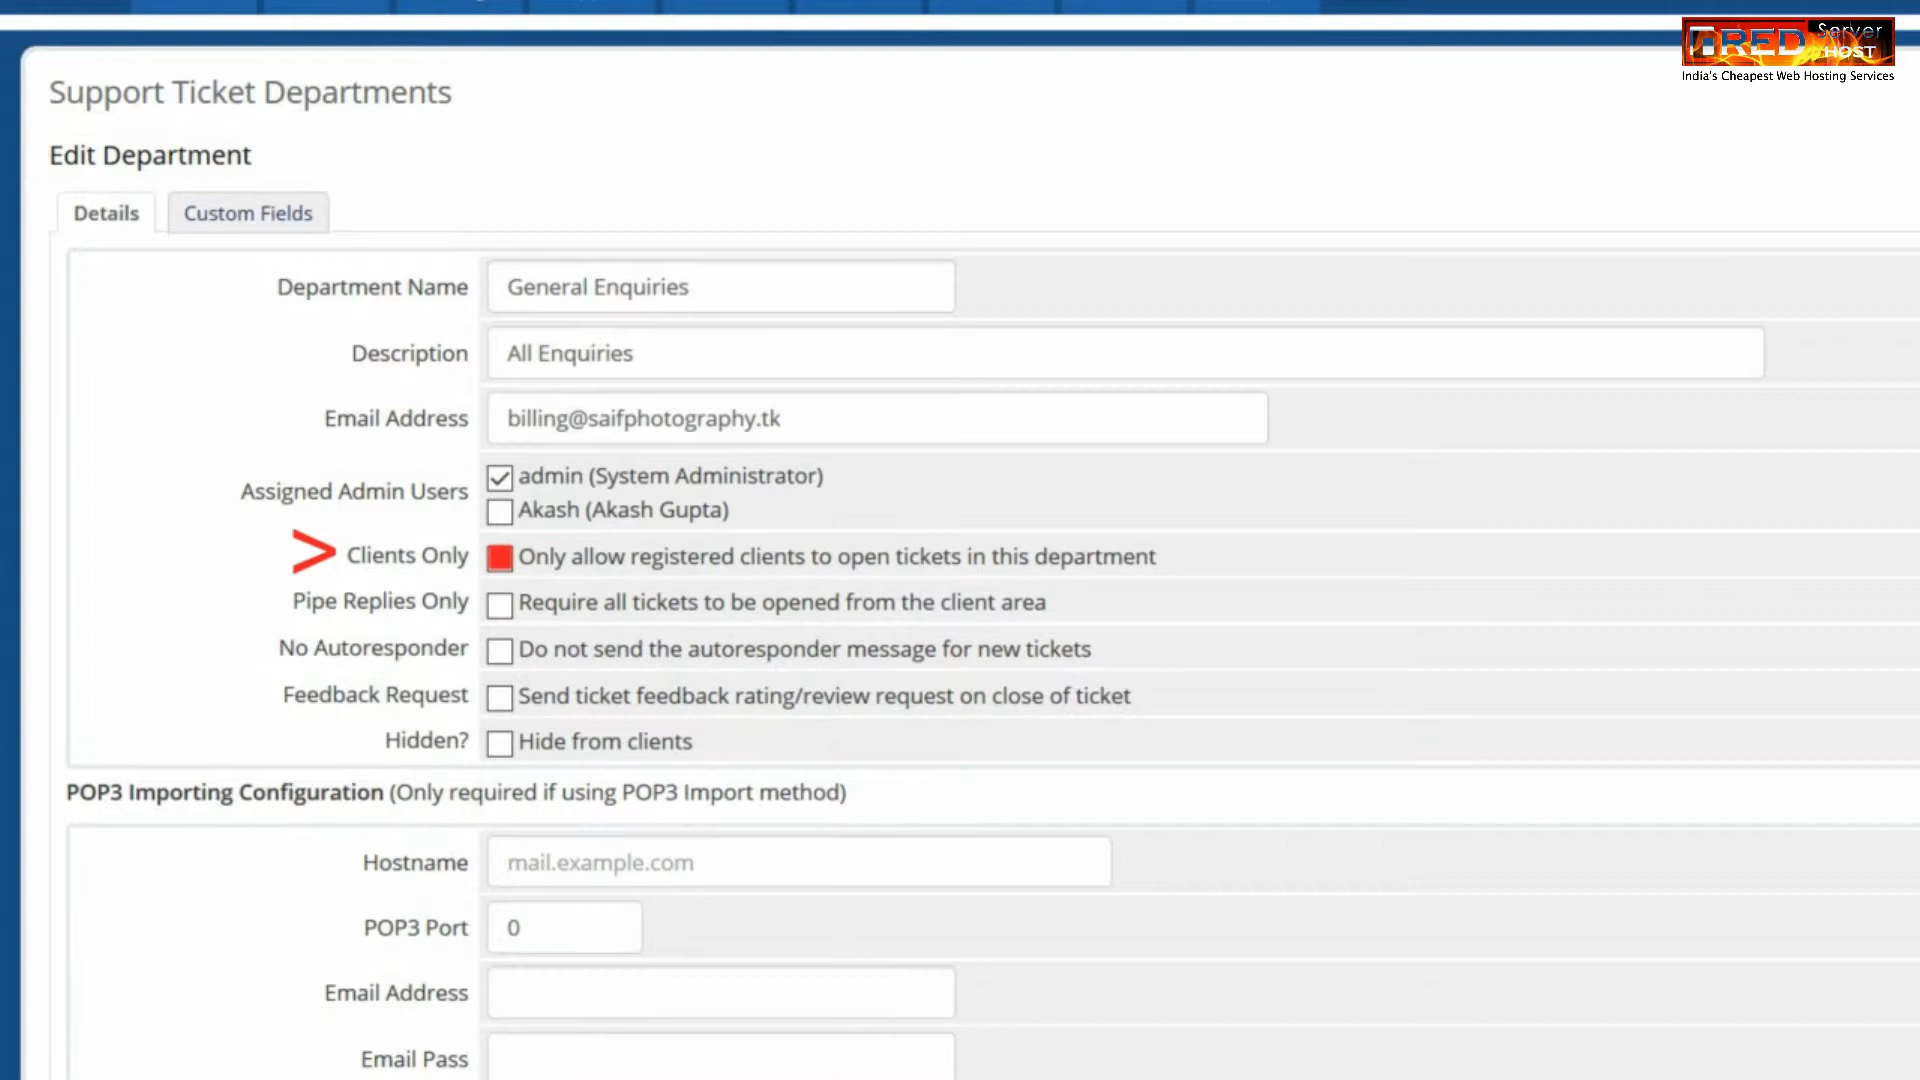 RED Server
HOST
India's Cheapest Web Hosting Services
Support Ticket Departments
Edit Department
Details Custom Fields
Department Name General Enquiries
Description All Enquiries
Email Address billing@saifphotography.tk
Assigned Admin Users admin (System Administrator)
Akash (Akash Gupta)
> Clients Only Only allow registered clients to open tickets in this department
Pipe Replies Only Require all tickets to be opened from the client area
No Autoresponder Do not send the autoresponder message for new tickets
Feedback Request Send ticket feedback rating/review request on close of ticket
Hidden? Hide from clients
POP3 Importing Configuration (Only required if using POP3 Import method)
Hostname mail.example.com
POP3 Port 0
Email Address
Email Pass